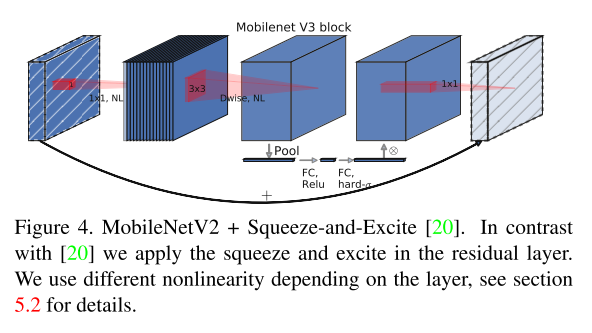 Mobilenet V3 block
1x1, NL
3x3
Dwise, NL
1x1
Pool
⊗
FC,
Relu
FC,
hard-σ
+
Figure 4. MobileNetV2 + Squeeze-and-Excite [20]. In contrast
with [20] we apply the squeeze and excite in the residual layer.
We use different nonlinearity depending on the layer, see section
5.2 for details.